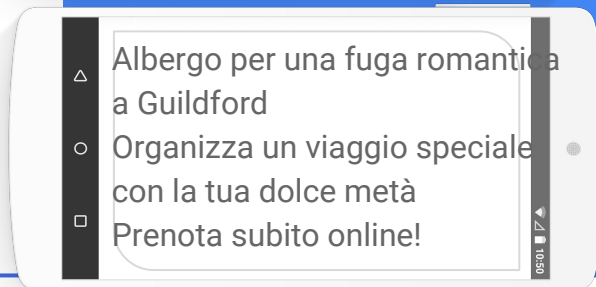 Albergo per una fuga romantica
a Guildford
Organizza un viaggio speciale
con la tua dolce metà
Prenota subito online!
10:50